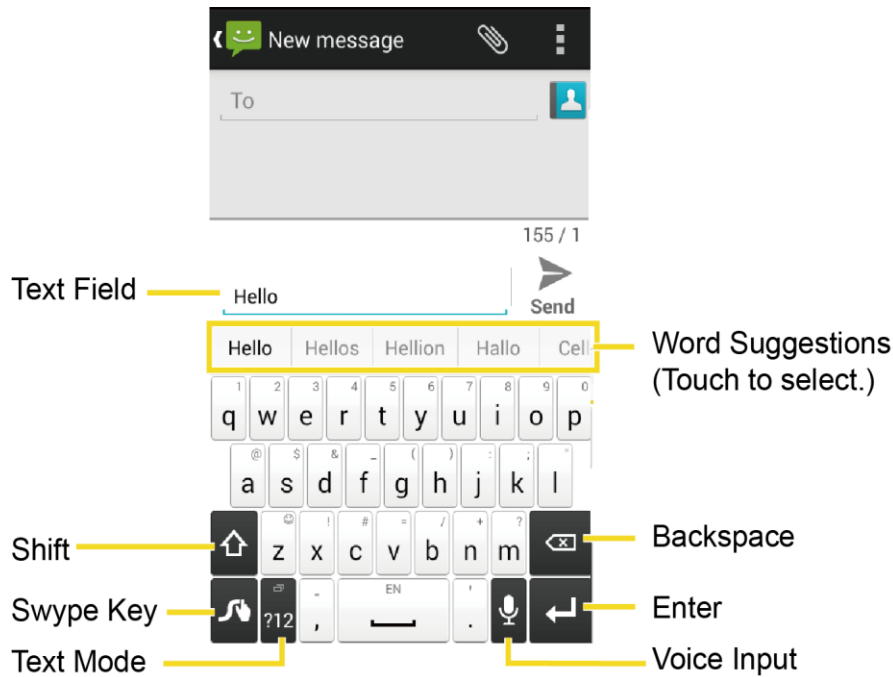 New message
To
155 / 1
Text Field
Hello
Send
Hello Hellos Hellion Hallo Cell
Word Suggestions
(Touch to select.)
1 2 3 4 5 6 7 8 9 0
q w e r t y u i o p
@ $ & _ ( ) : ; "
a s d f g h j k l
! # = / + ?
Shift
z x c v b n m
Backspace
EN
Swype Key
?12 , .
Enter
Text Mode
Voice Input